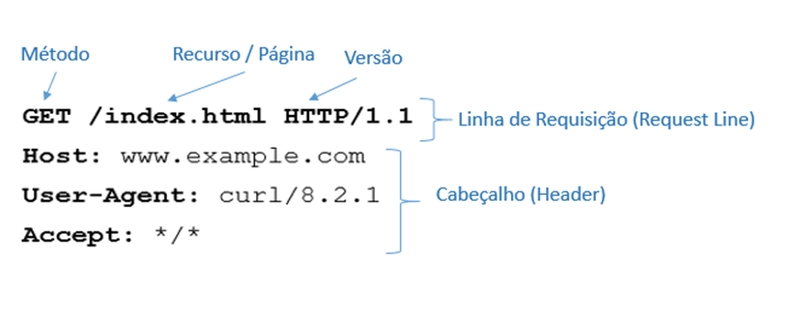 Método
Recurso / Página
Versão
GET /index.html HTTP/1.1
Linha de Requisição (Request Line)
Host: www.example.com
User-Agent: curl/8.2.1
Cabeçalho (Header)
Accept: */*